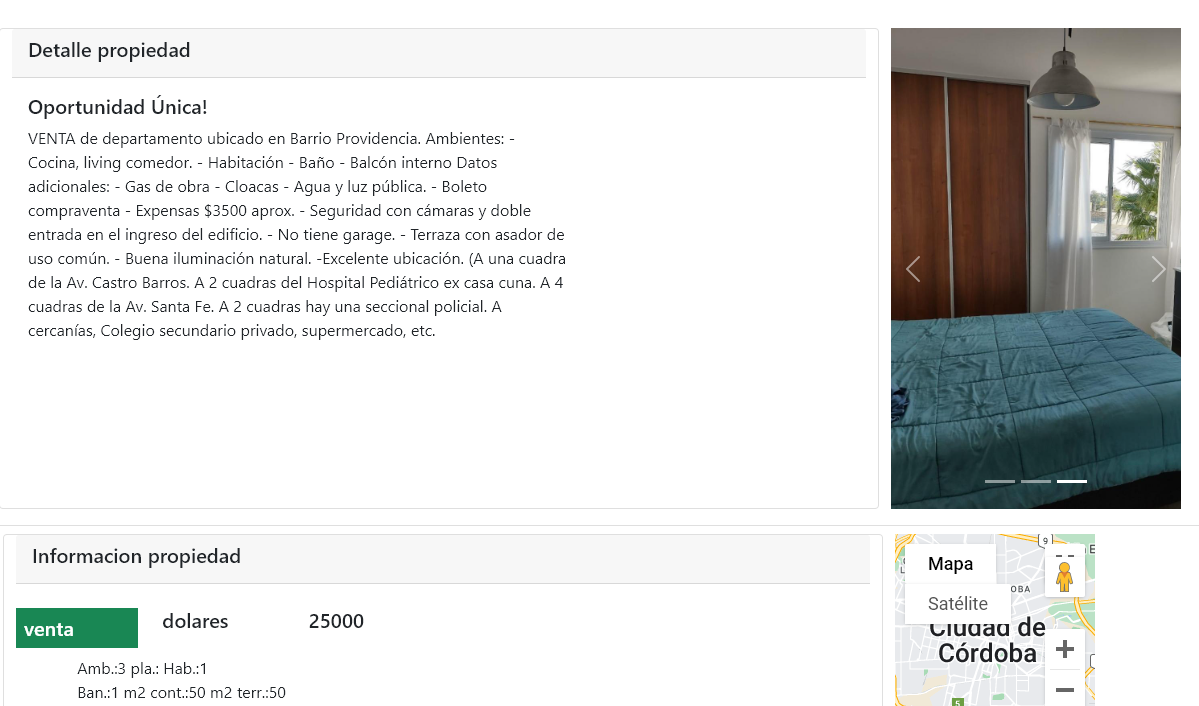 Detalle propiedad
Oportunidad Única!
VENTA de departamento ubicado en Barrio Providencia. Ambientes: -
Cocina, living comedor. - Habitación - Baño - Balcón interno Datos
adicionales: - Gas de obra - Cloacas - Agua y luz pública. - Boleto
compraventa - Expensas $3500 aprox. - Seguridad con cámaras y doble
entrada en el ingreso del edificio. - No tiene garage. - Terraza con asador de
uso común. - Buena iluminación natural. -Excelente ubicación. (A una cuadra
de la Av. Castro Barros. A 2 cuadras del Hospital Pediátrico ex casa cuna. A 4
cuadras de la Av. Santa Fe. A 2 cuadras hay una seccional policial. A
cercanías, Colegio secundario privado, supermercado, etc.
Informacion propiedad
venta
dolares
25000
Amb.:3 pla.: Hab.:1
Ban.:1 m2 cont.:50 m2 terr.:50
9
Mapa
Satélite
OBA
Ciudad de
Córdoba
5